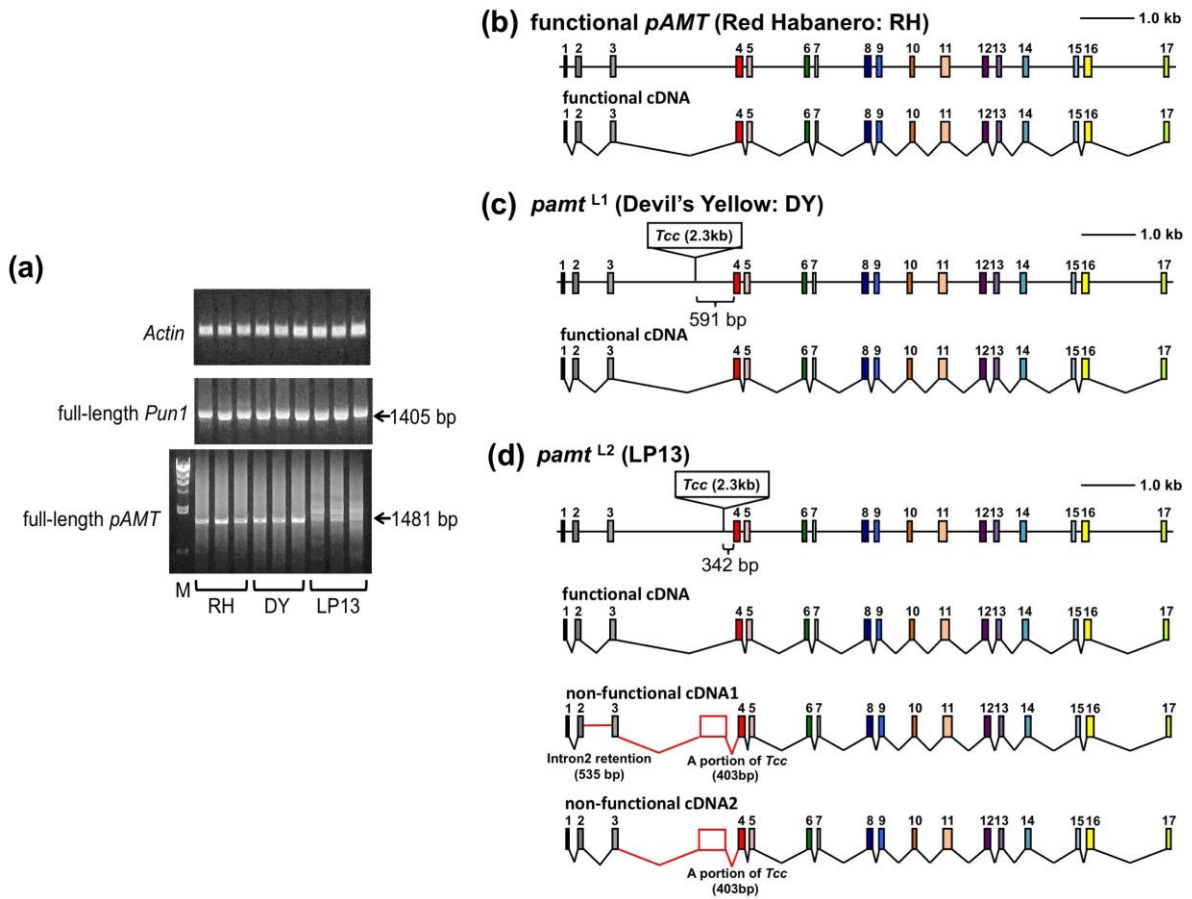 (a)
Actin
full-length Pun1
←1405 bp
full-length pAMT
←1481 bp
M
RH DY LP13
(b) functional pAMT (Red Habanero: RH)
1.0 kb
1 2 3 4 5 6 7 8 9 10 11 12 13 14 15 16 17
functional cDNA
1 2 3 4 5 6 7 8 9 10 11 12 13 14 15 16 17
(c) pamt L1 (Devil's Yellow: DY)
Tcc (2.3kb)
1.0 kb
1 2 3 4 5 6 7 8 9 10 11 12 13 14 15 16 17
591 bp
functional cDNA
1 2 3 4 5 6 7 8 9 10 11 12 13 14 15 16 17
(d) pamt L2 (LP13)
Tcc (2.3kb)
1.0 kb
1 2 3 4 5 6 7 8 9 10 11 12 13 14 15 16 17
342 bp
functional cDNA
1 2 3 4 5 6 7 8 9 10 11 12 13 14 15 16 17
non-functional cDNA1
1 2 3 4 5 6 7 8 9 10 11 12 13 14 15 16 17
Intron2 retention
(535 bp)
A portion of Tcc
(403bp)
non-functional cDNA2
1 2 3 4 5 6 7 8 9 10 11 12 13 14 15 16 17
A portion of Tcc
(403bp)